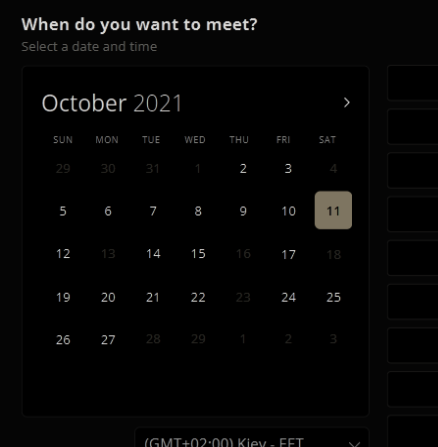 When do you want to meet?
Select a date and time
October 2021 >
SUN MON TUE WED THU FRI SAT
29 30 31 1 2 3 4
5 6 7 8 9 10 11
12 13 14 15 16 17 18
19 20 21 22 23 24 25
26 27 28 29 1 2 3
(GMT+02:00) Kiev - EET